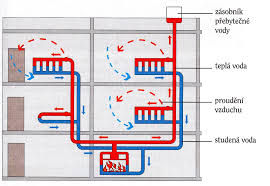 zásobník
přebytečné
vody
teplá voda
proudění
vzduchu
studená voda